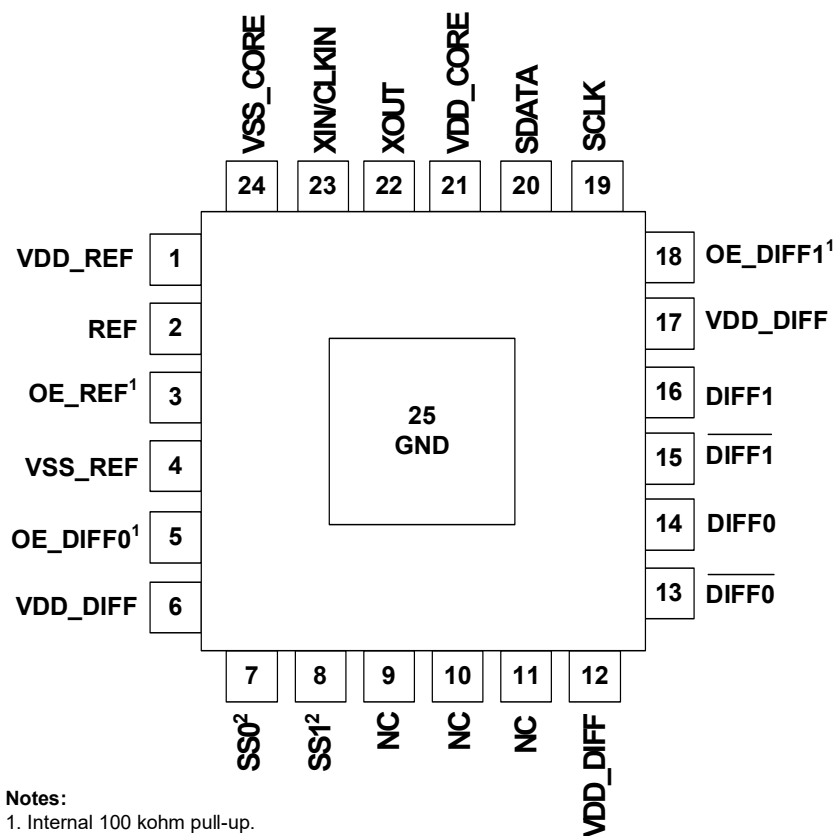 VSS_CORE
XIN/CLKIN
XOUT
VDD_CORE
SDATA
SCLK
24 23 22 21 20 19
VDD_REF 1
REF 2
OE_REF¹ 3
VSS_REF 4
OE_DIFF0¹ 5
VDD_DIFF 6
25
GND
18 OE_DIFF1¹
17 VDD_DIFF
16 DIFF1
15 DIFF1
14 DIFF0
13 DIFF0
7 8 9 10 11 12
SS0²
SS1²
NC
NC
NC
VDD_DIFF
Notes:
1. Internal 100 kohm pull-up.